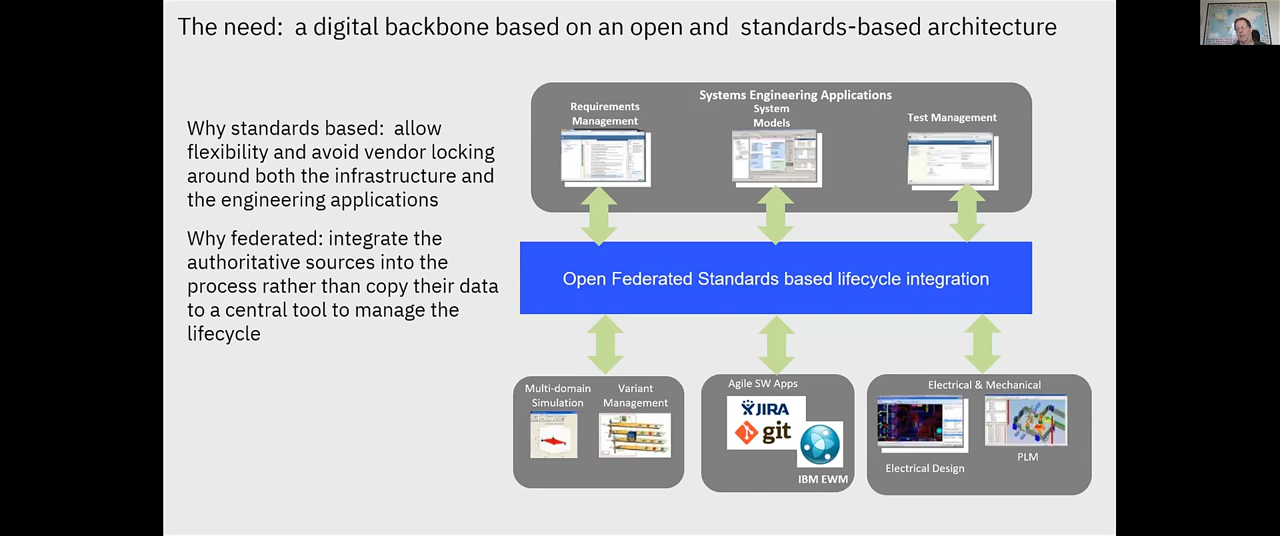 The need:  a digital backbone based on an open and  standards-based architecture
Why standards based:  allow
flexibility and avoid vendor locking
around both the infrastructure and
the engineering applications
Why federated: integrate the
authoritative sources into the
process rather than copy their data
to a central tool to manage the
lifecycle
Systems Engineering Applications
Requirements
Management
System
Models
Test Management
Open Federated Standards based lifecycle integration
Multi-domain
Simulation
Variant
Management
Agile SW Apps
JIRA
git
IBM EWM
Electrical & Mechanical
Electrical Design
PLM